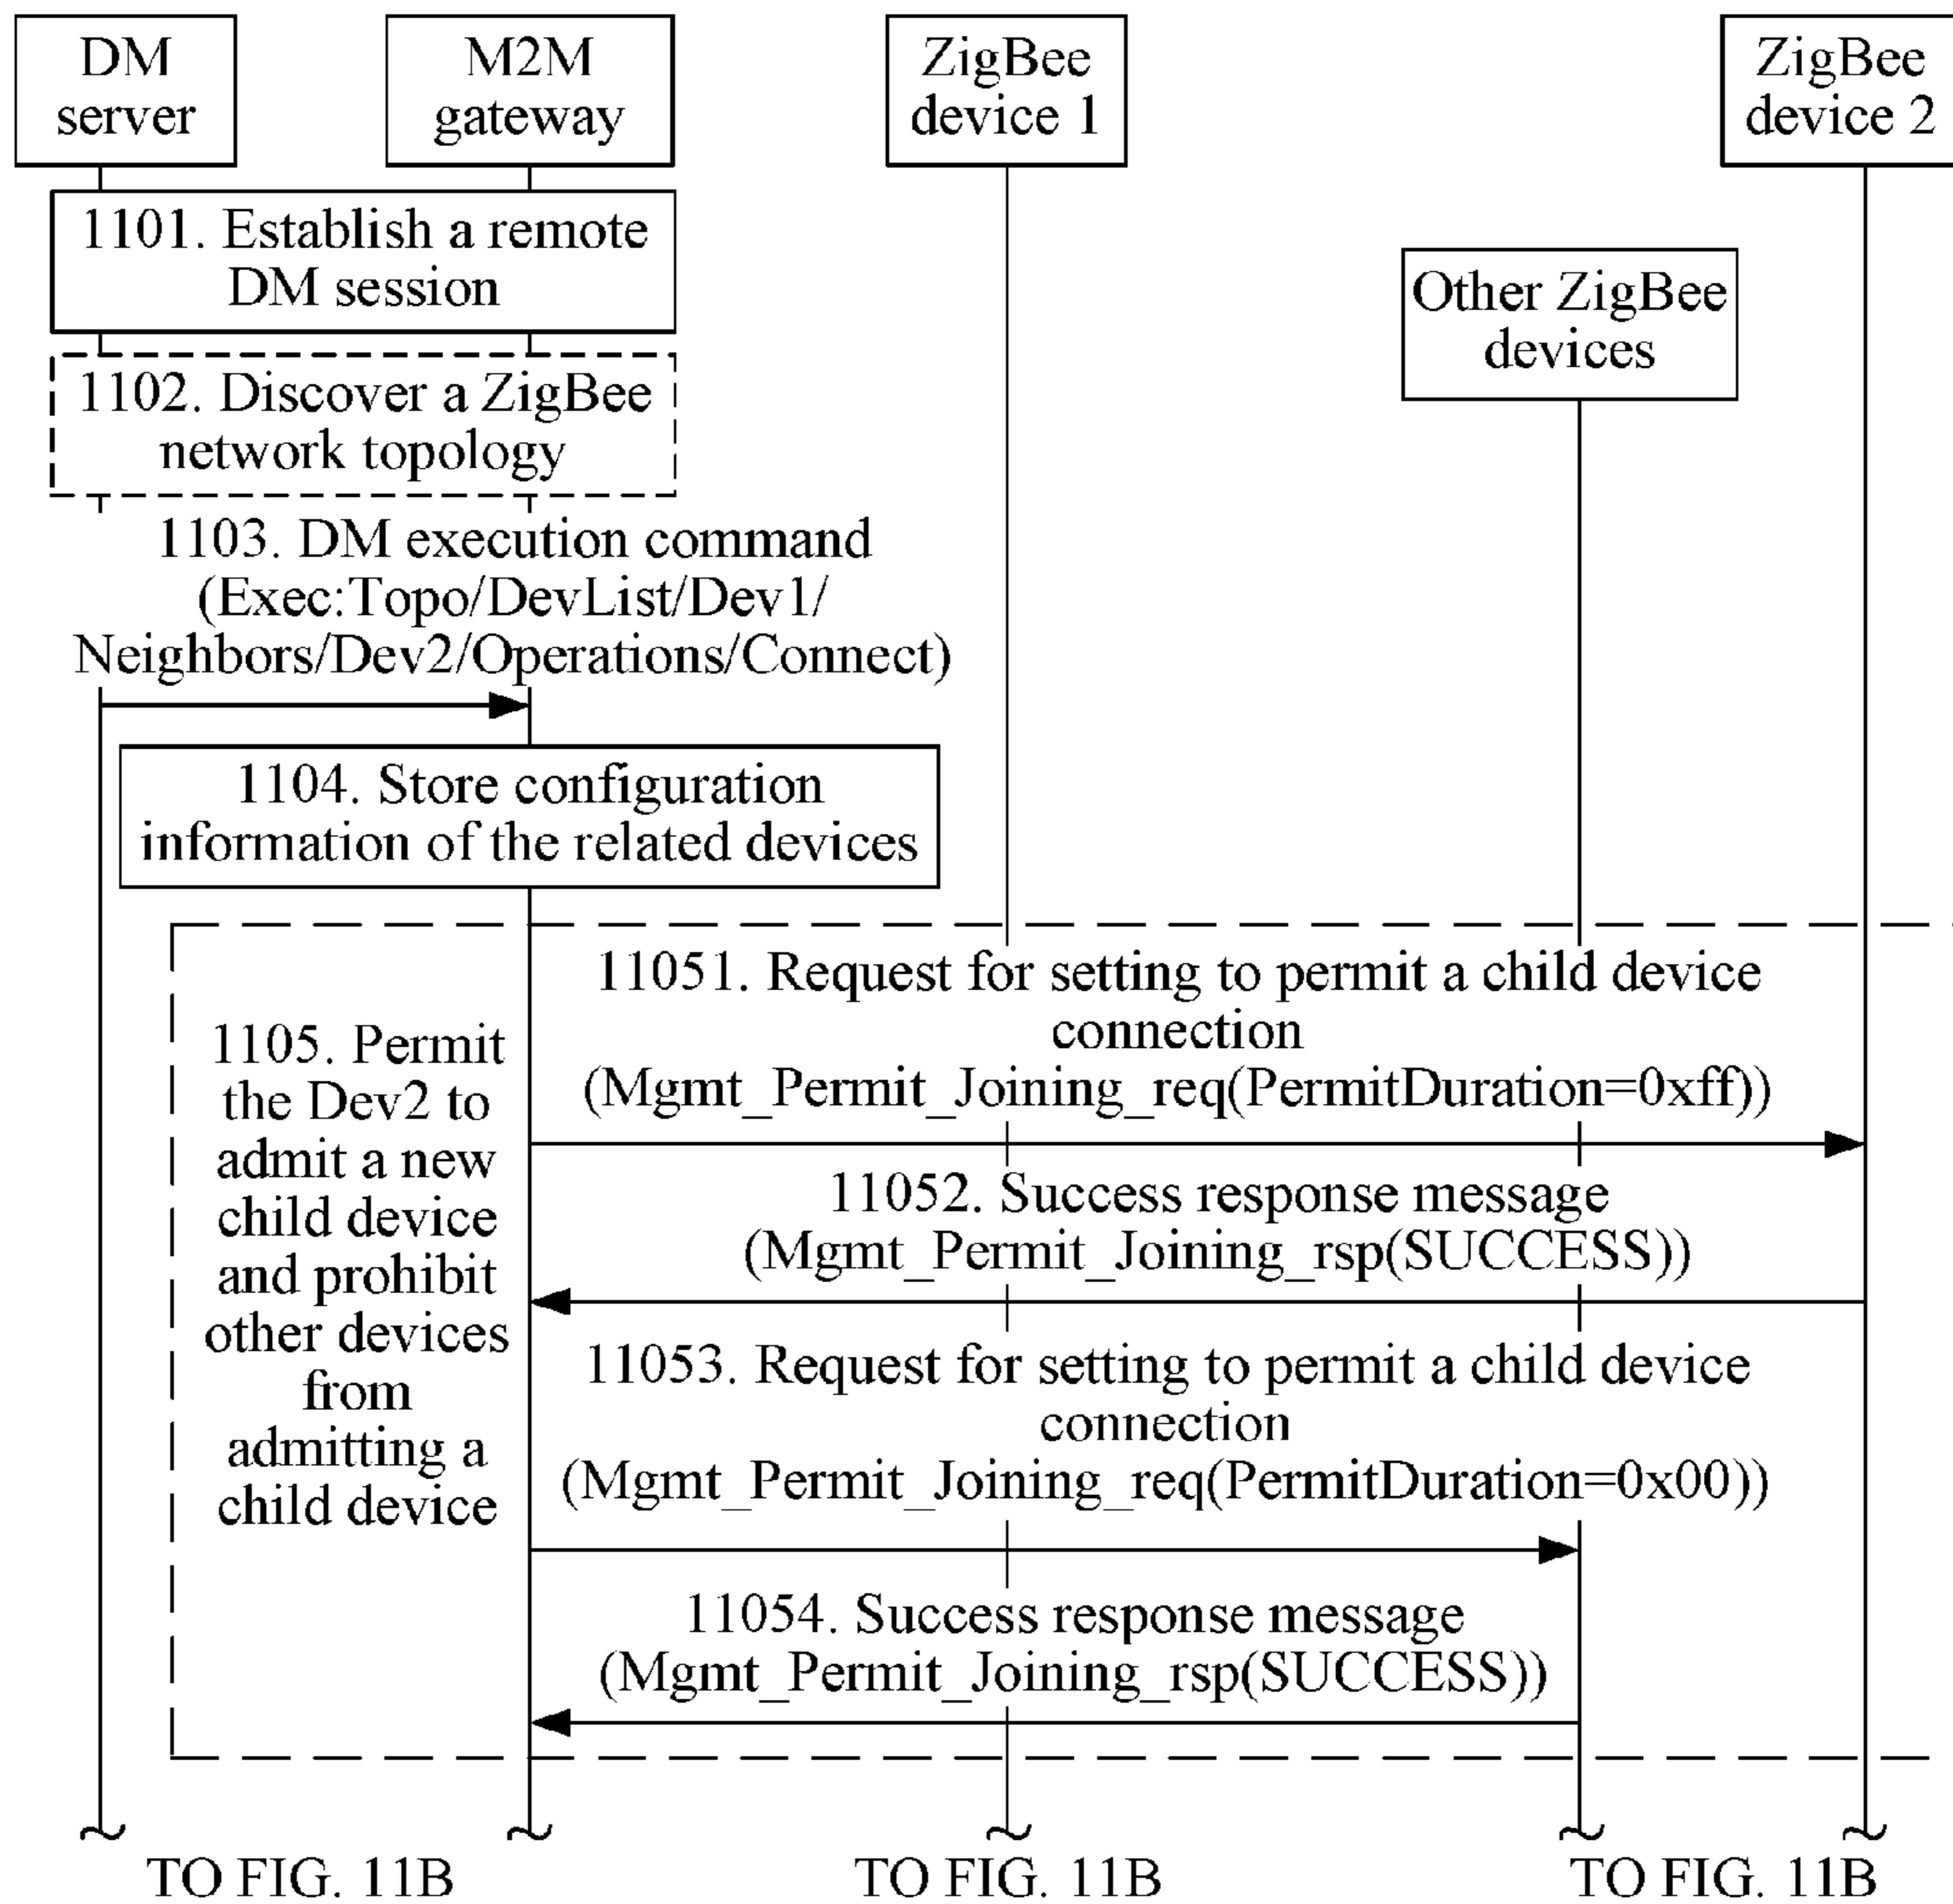 DM
server
M2M
gateway
ZigBee
device 1
ZigBee
device 2
1101. Establish a remote
DM session
Other ZigBee
devices
1102. Discover a ZigBee
network topology
1103. DM execution command
(Exec:Topo/DevList/Dev1/
Neighbors/Dev2/Operations/Connect)
1104. Store configuration
information of the related devices
1105. Permit
the Dev2 to
admit a new
child device
and prohibit
other devices
from
admitting a
child device
11051. Request for setting to permit a child device
connection
(Mgmt_Permit_Joining_req(PermitDuration=0xff))
11052. Success response message
(Mgmt_Permit_Joining_rsp(SUCCESS))
11053. Request for setting to permit a child device
connection
(Mgmt_Permit_Joining_req(PermitDuration=0x00))
11054. Success response message
(Mgmt_Permit_Joining_rsp(SUCCESS))
TO FIG. 11B
TO FIG. 11B
TO FIG. 11B